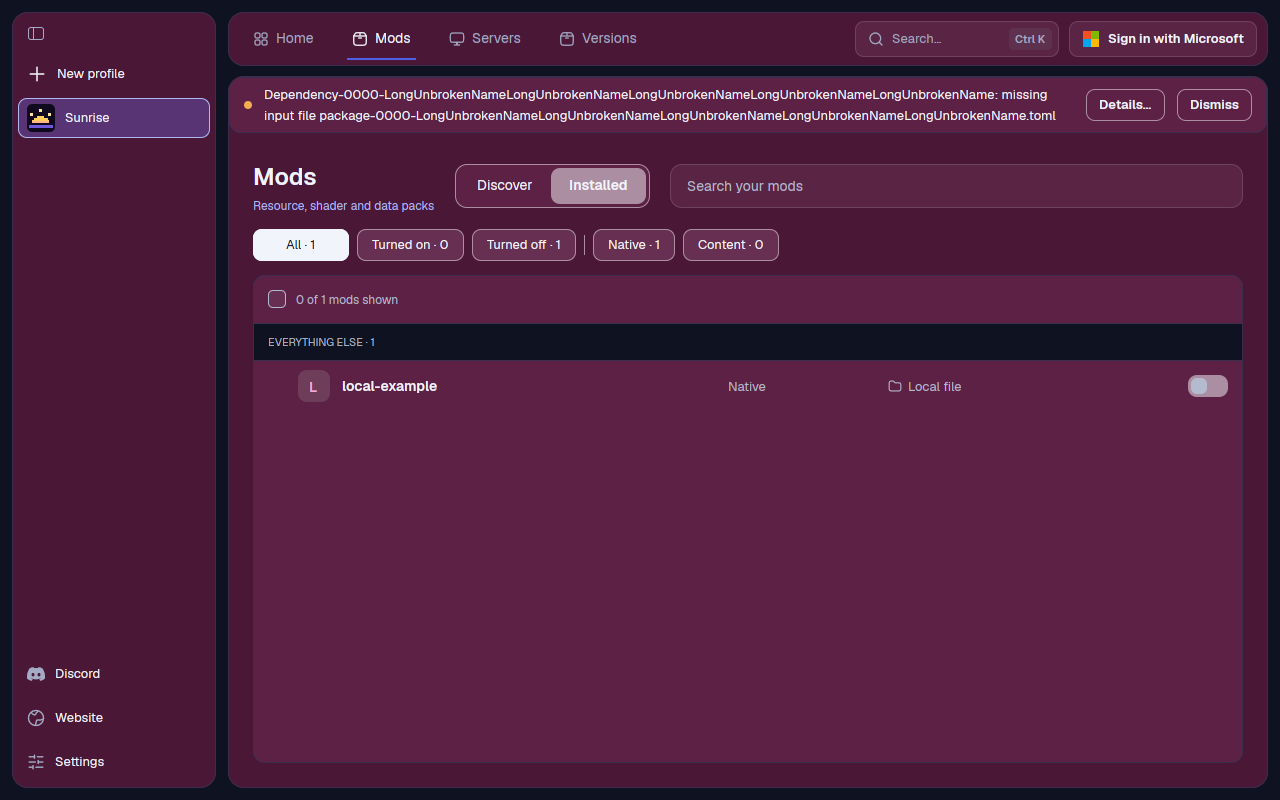 New profile
Sunrise
Discord
Website
Settings
Home
Mods
Servers
Versions
Search...
Ctrl K
Sign in with Microsoft
Dependency-0000-LongUnbrokenNameLongUnbrokenNameLongUnbrokenNameLongUnbrokenNameLongUnbrokenName: missing
input file package-0000-LongUnbrokenNameLongUnbrokenNameLongUnbrokenNameLongUnbrokenNameLongUnbrokenName.toml
Details...
Dismiss
Mods
Resource, shader and data packs
Discover
Installed
Search your mods
All · 1
Turned on · 0
Turned off · 1
Native · 1
Content · 0
0 of 1 mods shown
EVERYTHING ELSE · 1
L
local-example
Native
Local file